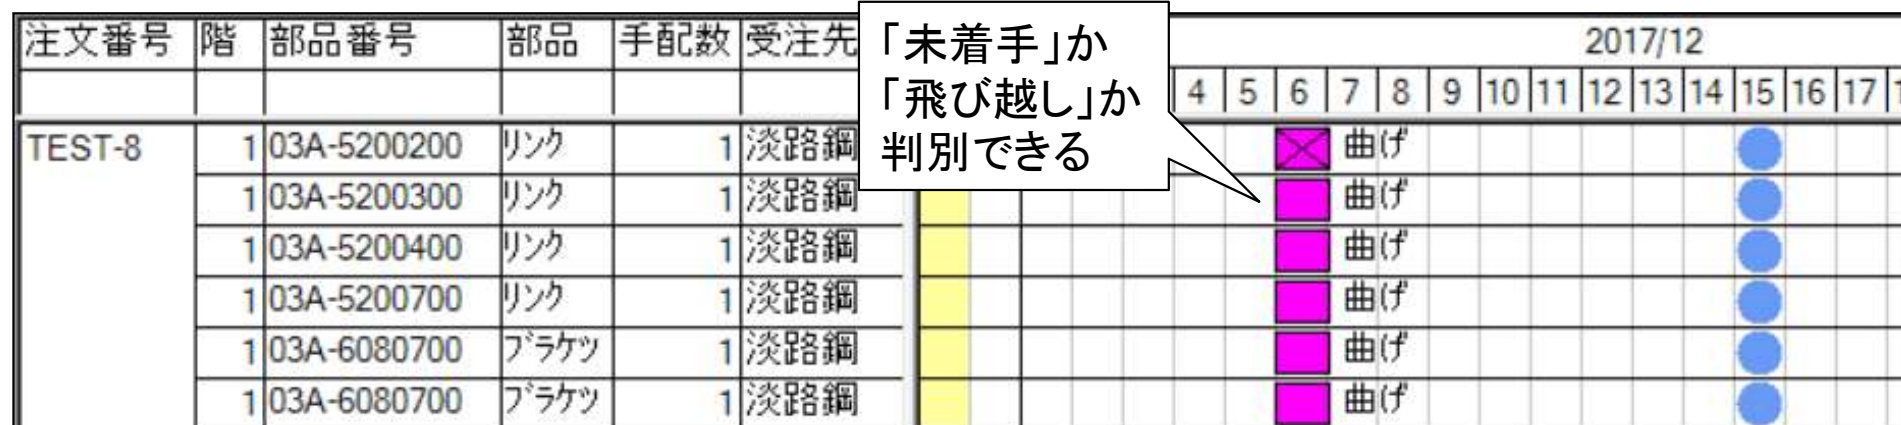 注文番号 階 部品番号 部品 手配数 受注先
「未着手」か
「飛び越し」か
判別できる
2017/12
4 5 6 7 8 9 10 11 12 13 14 15 16 17
TEST-8 1 03A-5200200 リンク 1 淡路鋼 曲げ
1 03A-5200300 リンク 1 淡路鋼 曲げ
1 03A-5200400 リンク 1 淡路鋼 曲げ
1 03A-5200700 リンク 1 淡路鋼 曲げ
1 03A-6080700 ブラケツ 1 淡路鋼 曲げ
1 03A-6080700 ブラケツ 1 淡路鋼 曲げ